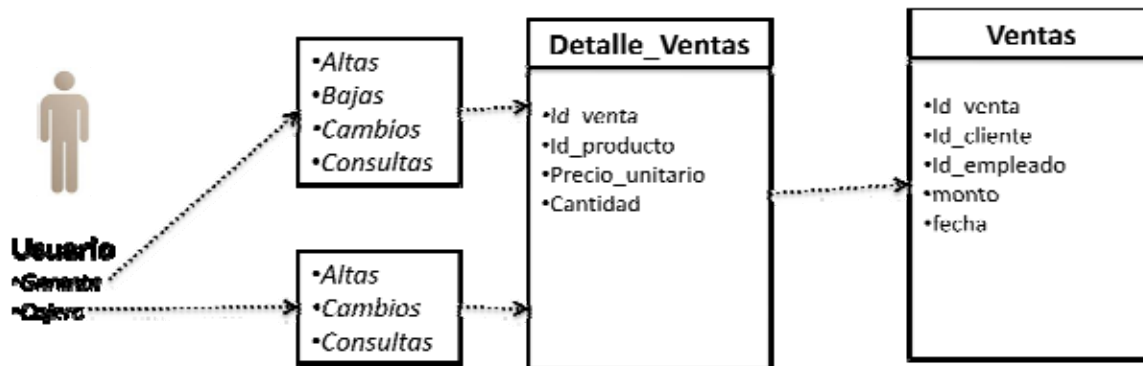 Usuario
•Gerente
•Cajero
•Altas
•Bajas
•Cambios
•Consultas
•Altas
•Cambios
•Consultas
Detalle_Ventas
•Id_venta
•Id_producto
•Precio_unitario
•Cantidad
Ventas
•Id_venta
•Id_cliente
•Id_empleado
•monto
•fecha